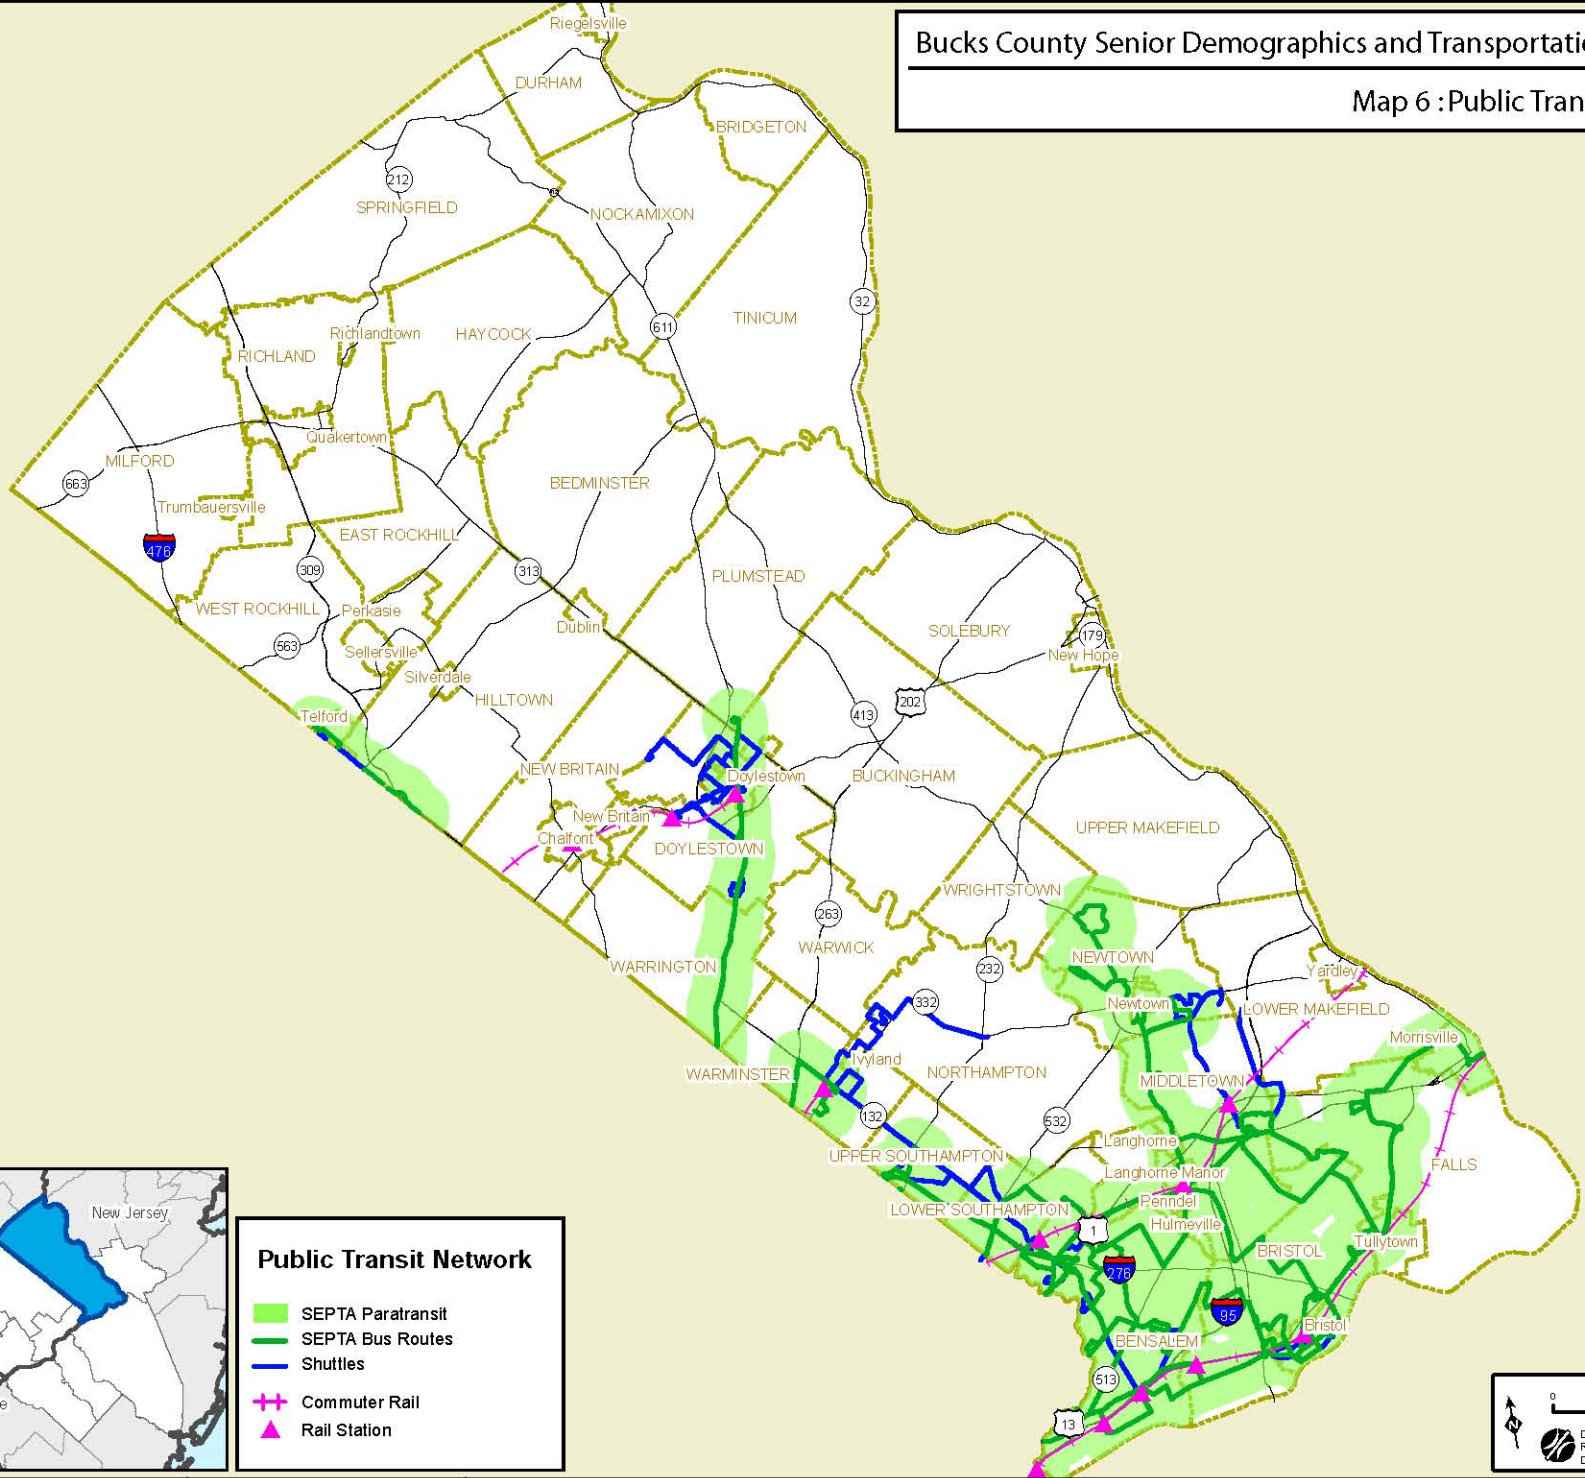 Bucks County Senior Demographics and Transportati
Map 6 : Public Tran
Riegelsville
DURHAM
BRIDGETON
212
SPRINGFIELD
NOCKAMIXON
32
TINICUM
611
Richlandtown
HAYCOCK
RICHLAND
Quakertown
MILFORD
663
BEDMINSTER
Trumbauersville
EAST ROCKHILL
476
309
313
PLUMSTEAD
WEST ROCKHILL
Perkasie
Dublin
SOLEBURY
179
563
Sellersville
New Hope
Silverdale
HILLTOWN
202
Telford
413
NEW BRITAIN
Doylestown
BUCKINGHAM
New Britain
UPPER MAKEFIELD
Chalfont
DOYLESTOWN
WRIGHTSTOWN
263
WARWICK
NEWTOWN
WARRINGTON
232
Yardley
332
Newtown
LOWER MAKEFIELD
Morrisville
Ivyland
WARMINSTER
NORTHAMPTON
MIDDLETOWN
132
532
Langhorne
UPPER SOUTHAMPTON
FALLS
Langhorne Manor
Penndel
LOWER SOUTHAMPTON
1
Hulmeville
Tullytown
BRISTOL
276
95
Bristol
BENSALEM
513
13
New Jersey
e
Public Transit Network
SEPTA Paratransit
SEPTA Bus Routes
Shuttles
Commuter Rail
Rail Station
N
0
D
R
D